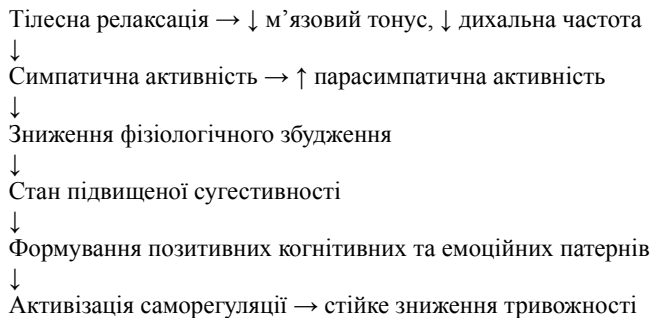 Тілесна релаксація → ↓ м’язовий тонус, ↓ дихальна частота
↓
Симпатична активність → ↑ парасимпатична активність
↓
Зниження фізіологічного збудження
↓
Стан підвищеної сугестивності
↓
Формування позитивних когнітивних та емоційних патернів
↓
Активізація саморегуляції → стійке зниження тривожності